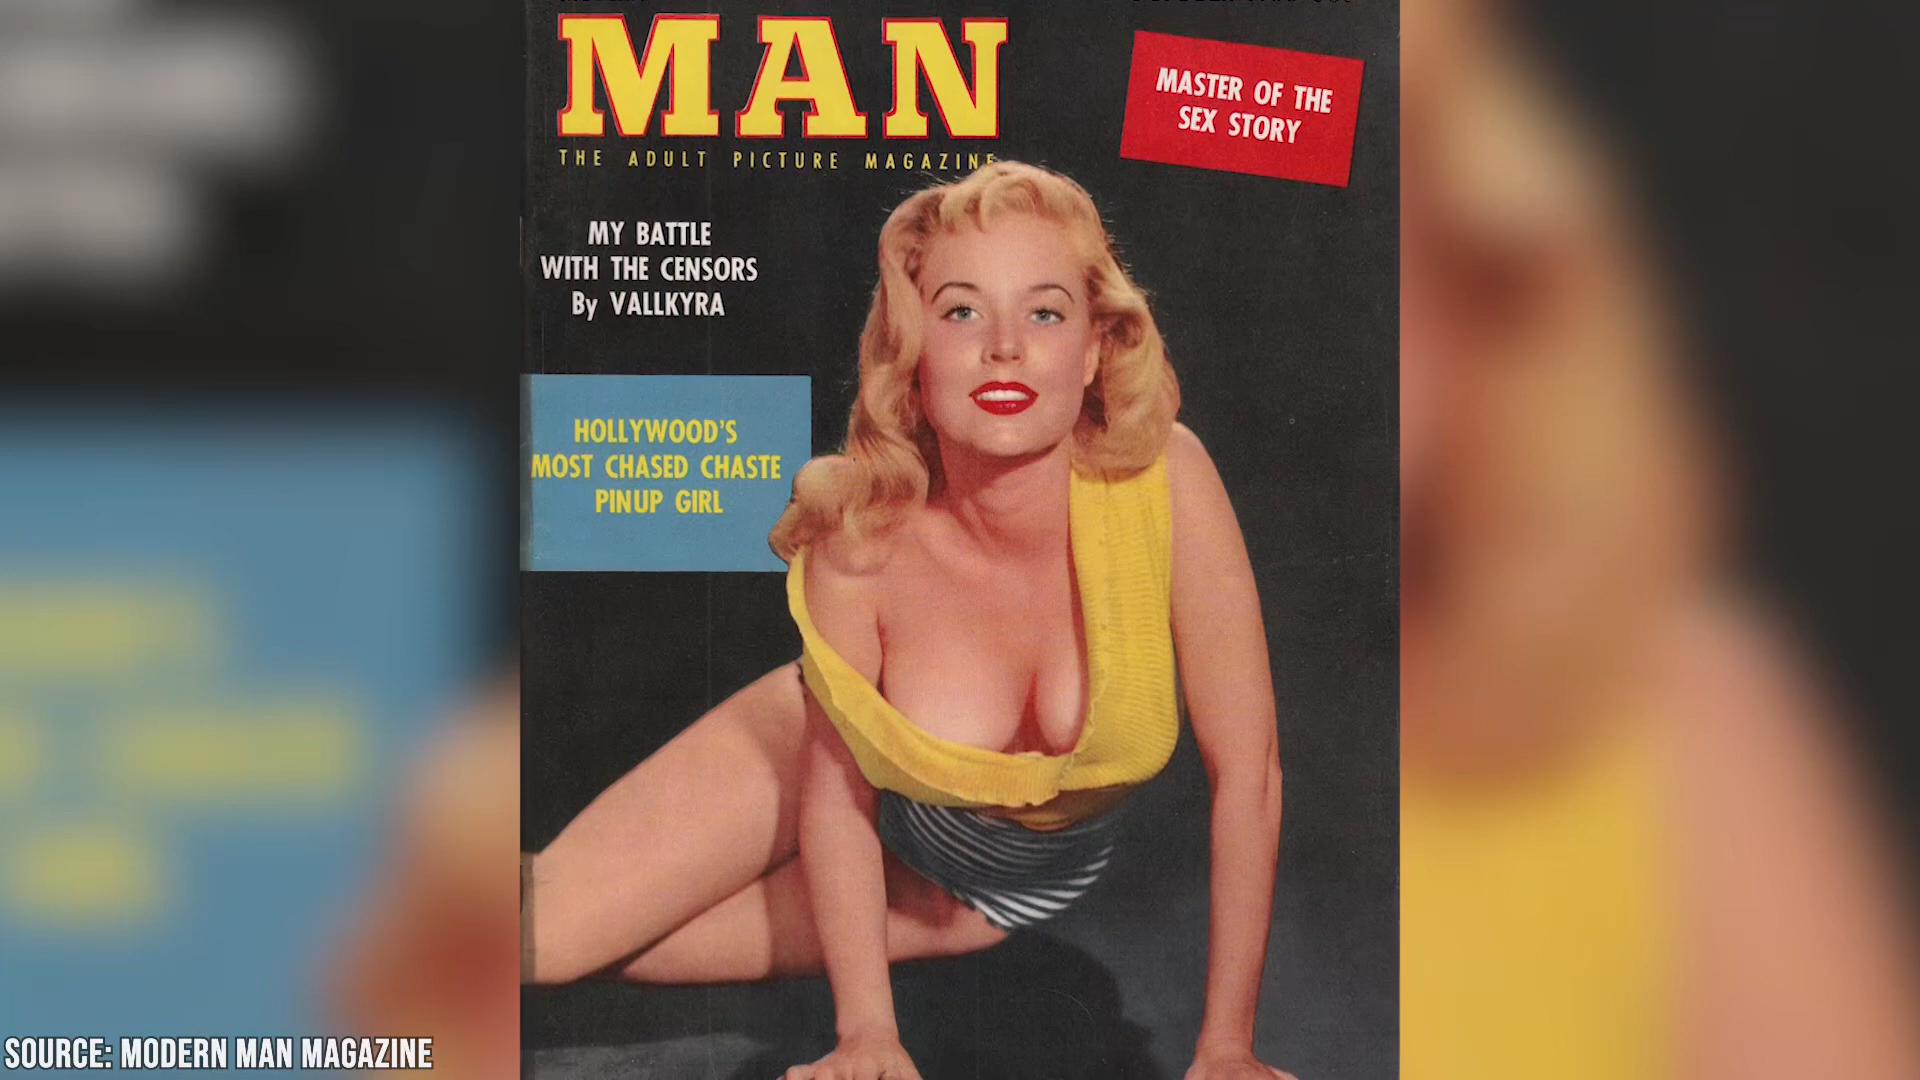 MAN
THE ADULT PICTURE MAGAZINE
MASTER OF THE
SEX STORY
MY BATTLE
WITH THE CENSORS
By VALLKYRA
HOLLYWOOD'S
MOST CHASED CHASTE
PINUP GIRL
SOURCE: MODERN MAN MAGAZINE